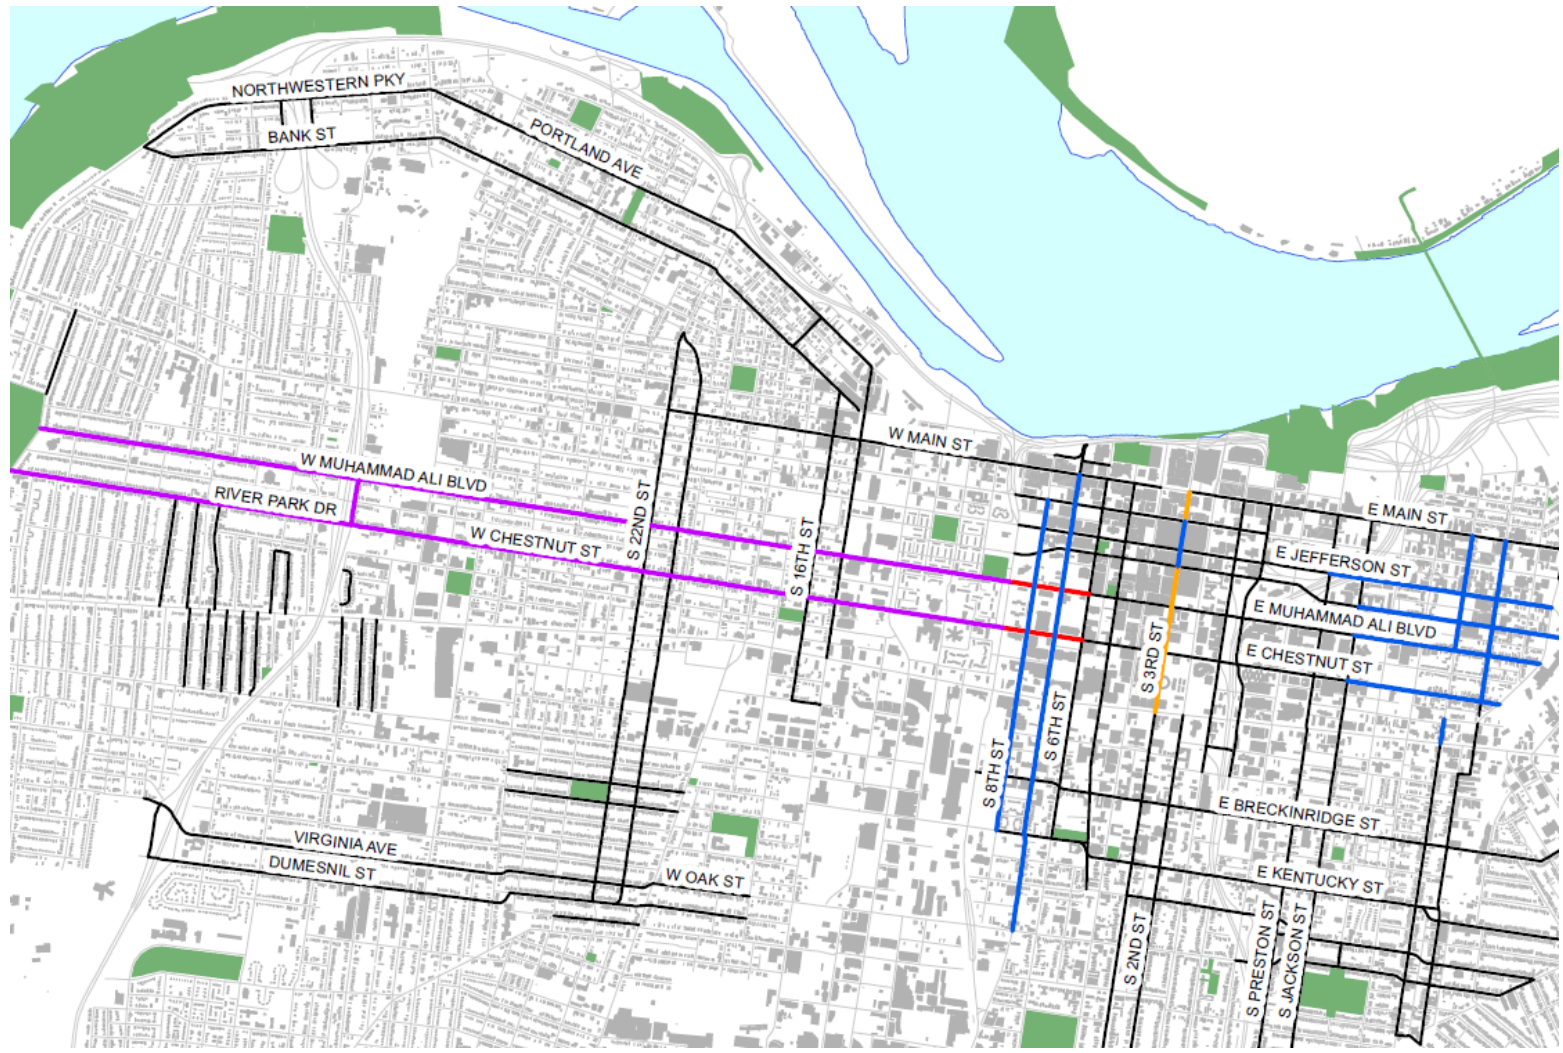 NORTHWESTERN PKY
BANK ST
PORTLAND AVE
W MAIN ST
W MUHAMMAD ALI BLVD
RIVER PARK DR
W CHESTNUT ST
S 22ND ST
S 16TH ST
E MAIN ST
E JEFFERSON ST
E MUHAMMAD ALI BLVD
E CHESTNUT ST
S 3RD ST
S 6TH ST
S 8TH ST
E BRECKINRIDGE ST
VIRGINIA AVE
DUMESNIL ST
W OAK ST
E KENTUCKY ST
S 2ND ST
S PRESTON ST
S JACKSON ST